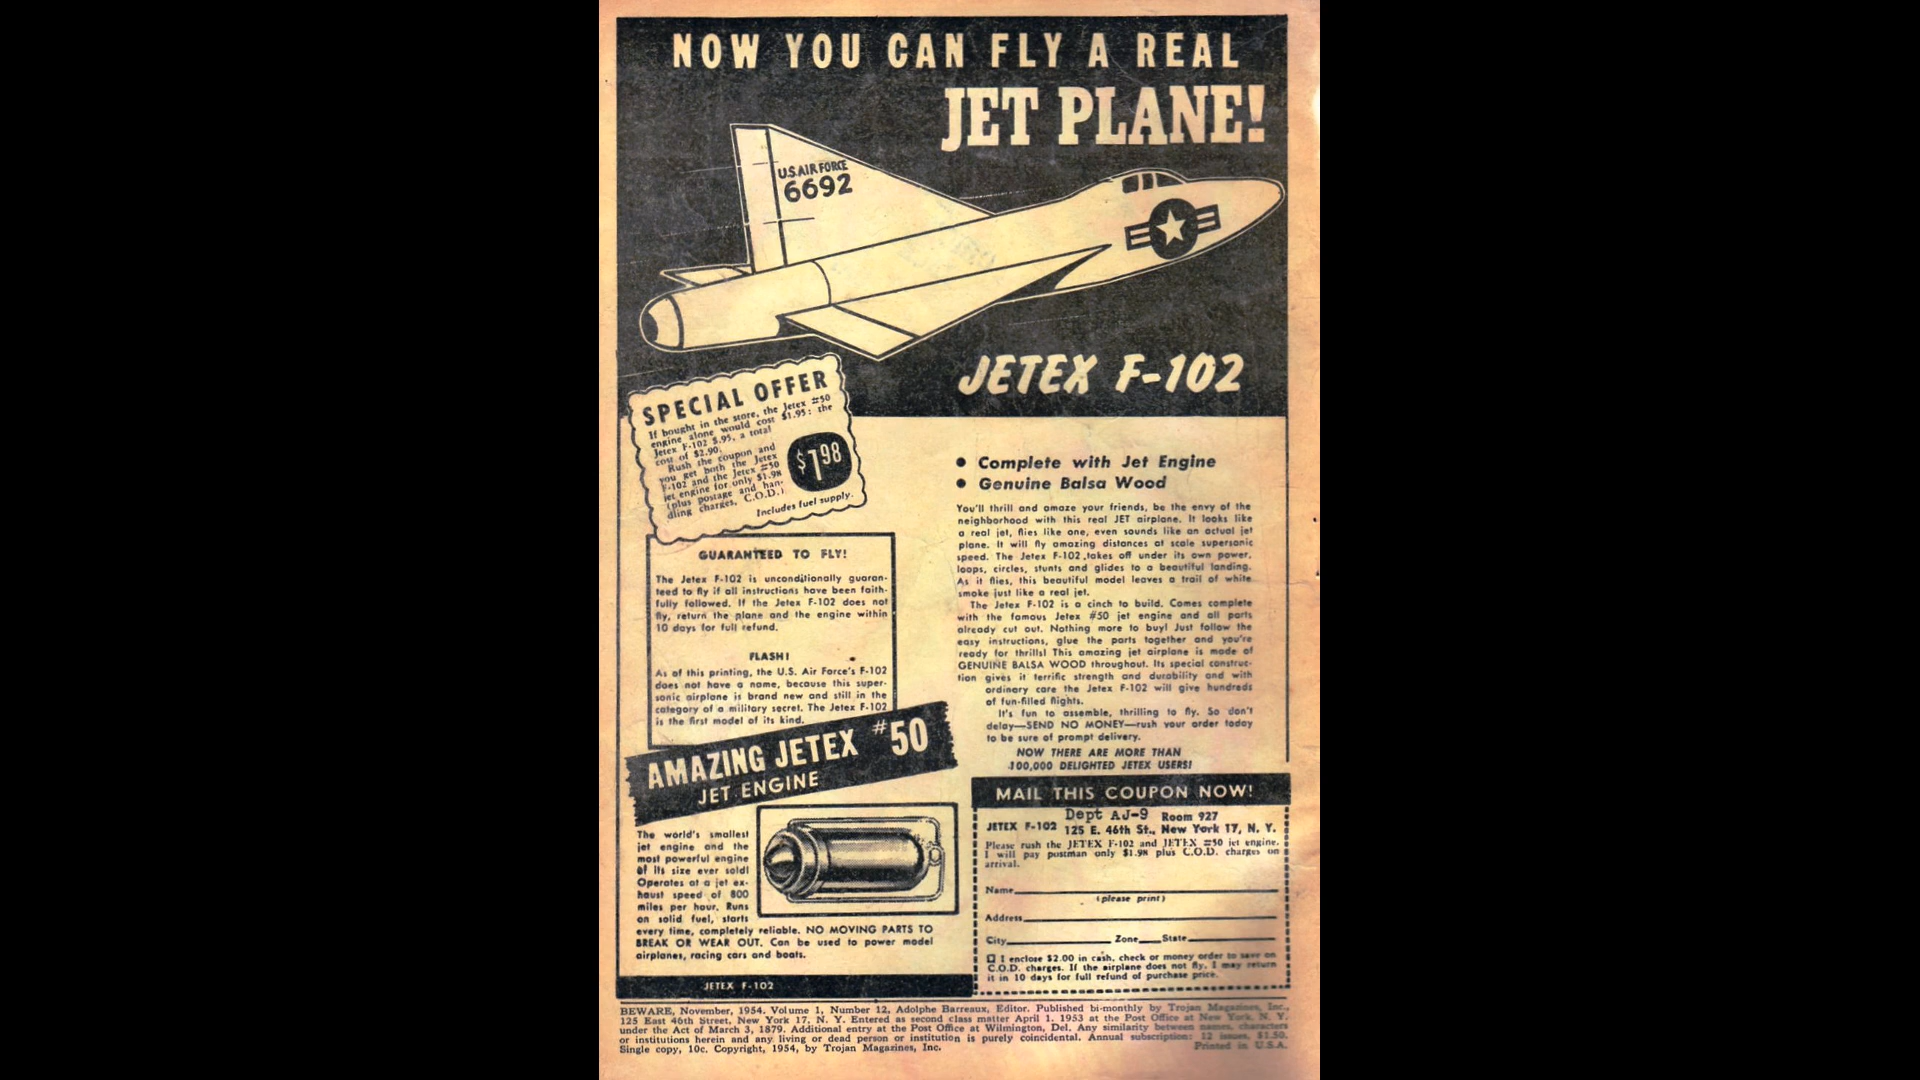 NOW YOU CAN FLY A REAL
JET PLANE!
U.S. AIR FORCE
6692
JETEX F-102
SPECIAL OFFER
If bought in the store, the Jetex #50
engine alone would cost $1.95: the
Jetex F-102 $.95, a total
cost of $2.90.
Rush the coupon and
you get both the Jetex
F-102 and the Jetex #50
jet engine for only $1.98
(plus postage and han-
dling charges, C.O.D.)
$1.98
Includes fuel supply.
GUARANTEED TO FLY!
The Jetex F-102 is unconditionally guaran-
teed to fly if all instructions have been faith-
fully followed. If the Jetex F-102 does not
fly, return the plane and the engine within
10 days for full refund.
FLASH!
As of this printing, the U.S. Air Force's F-102
does not have a name, because this super-
sonic airplane is brand new and still in the
category of a military secret. The Jetex F-102
is the first model of its kind.
AMAZING JETEX #50
JET ENGINE
The world's smallest
jet engine and the
most powerful engine
of its size ever sold!
Operates at a jet ex-
haust speed of 800
miles per hour. Runs
on solid fuel, starts
every time, completely reliable. NO MOVING PARTS TO
BREAK OR WEAR OUT. Can be used to power model
airplanes, racing cars and boats.
JETEX F-102
• Complete with Jet Engine
• Genuine Balsa Wood
You'll thrill and amaze your friends, be the envy of the
neighborhood with this real JET airplane. It looks like
a real jet, flies like one, even sounds like an actual jet
plane. It will fly amazing distances at scale supersonic
speed. The Jetex F-102 takes off under its own power,
loops, circles, stunts and glides to a beautiful landing.
As it flies, this beautiful model leaves a trail of white
smoke just like a real jet.
The Jetex F-102 is a cinch to build. Comes complete
with the famous Jetex #50 jet engine and all parts
already cut out. Nothing more to buy! Just follow the
easy instructions, glue the parts together and you're
ready for thrills! This amazing jet airplane is made of
GENUINE BALSA WOOD throughout. Its special construc-
tion gives it terrific strength and durability and with
ordinary care the Jetex F-102 will give hundreds
of fun-filled flights.
It's fun to assemble, thrilling to fly. So don't
delay—SEND NO MONEY—rush your order today
to be sure of prompt delivery.
NOW THERE ARE MORE THAN
100,000 DELIGHTED JETEX USERS!
MAIL THIS COUPON NOW!
Dept AJ-9 Room 927
JETEX F-102 125 E. 46th St., New York 17, N. Y.
Please rush the JETEX F-102 and JETEX #50 jet engine.
I will pay postman only $1.98 plus C.O.D. charges on
arrival.
Name
(please print)
Address
City Zone State
☐ I enclose $2.00 in cash, check or money order to save on
C.O.D. charges. If the airplane does not fly, I may return
it in 10 days for full refund of purchase price.
BEWARE, November, 1954. Volume 1, Number 12, Adolphe Barreaux, Editor. Published bi-monthly by Trojan Magazines, Inc.,
125 East 46th Street, New York 17, N. Y. Entered as second class matter April 1, 1953 at the Post Office at New York, N. Y.
under the Act of March 3, 1879. Additional entry at the Post Office at Wilmington, Del. Any similarity between names, characters
or institutions herein and any living or dead person or institution is purely coincidental. Annual subscription: 12 issues, $1.50.
Single copy, 10c. Copyright, 1954, by Trojan Magazines, Inc. Printed in U.S.A.